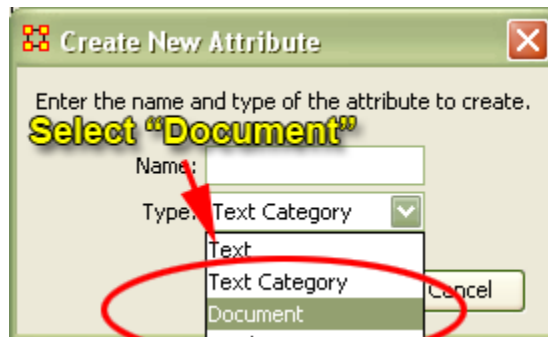 Create New Attribute
Enter the name and type of the attribute to create.
Select “Document”
Name:
Type: Text Category
Text
Text Category
Document
Cancel